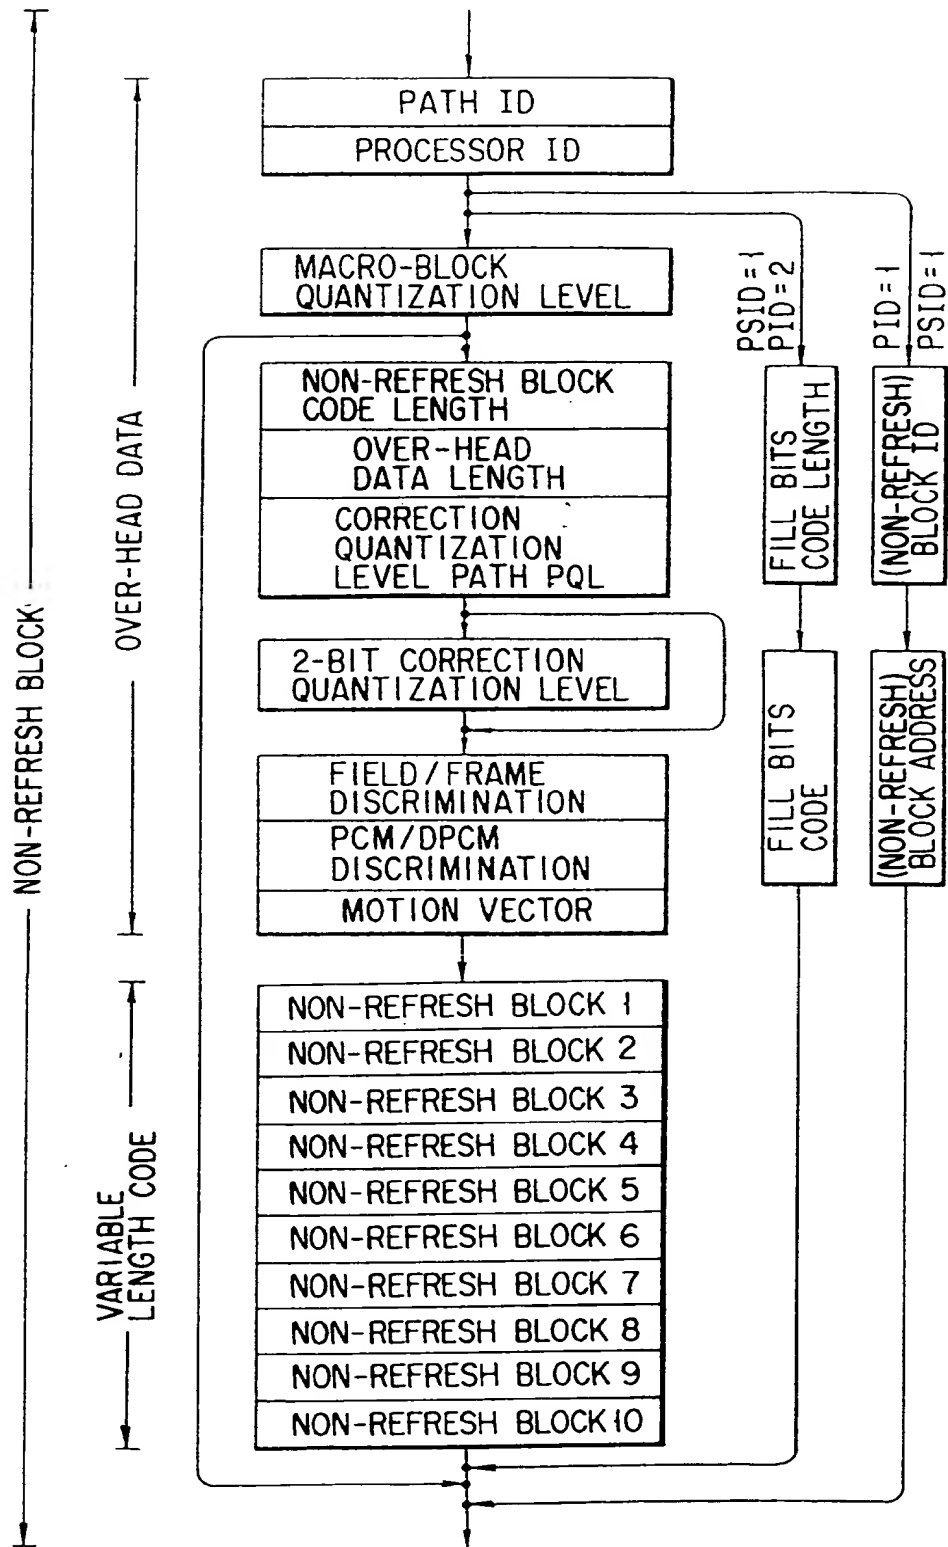 PATH ID
PROCESSOR ID
MACRO-BLOCK
QUANTIZATION LEVEL
NON-REFRESH BLOCK
CODE LENGTH
OVER-HEAD
DATA LENGTH
CORRECTION
QUANTIZATION
LEVEL PATH PQL
2-BIT CORRECTION
QUANTIZATION LEVEL
FIELD/FRAME
DISCRIMINATION
PCM/DPCM
DISCRIMINATION
MOTION VECTOR
NON-REFRESH BLOCK 1
NON-REFRESH BLOCK 2
NON-REFRESH BLOCK 3
NON-REFRESH BLOCK 4
NON-REFRESH BLOCK 5
NON-REFRESH BLOCK 6
NON-REFRESH BLOCK 7
NON-REFRESH BLOCK 8
NON-REFRESH BLOCK 9
NON-REFRESH BLOCK 10
NON-REFRESH BLOCK
OVER-HEAD DATA
VARIABLE
LENGTH CODE
PSID=1
PID=2
FILL BITS
CODE LENGTH
FILL BITS
CODE
PID=1
PSID=1
(NON-REFRESH)
BLOCK ID
(NON-REFRESH)
BLOCK ADDRESS